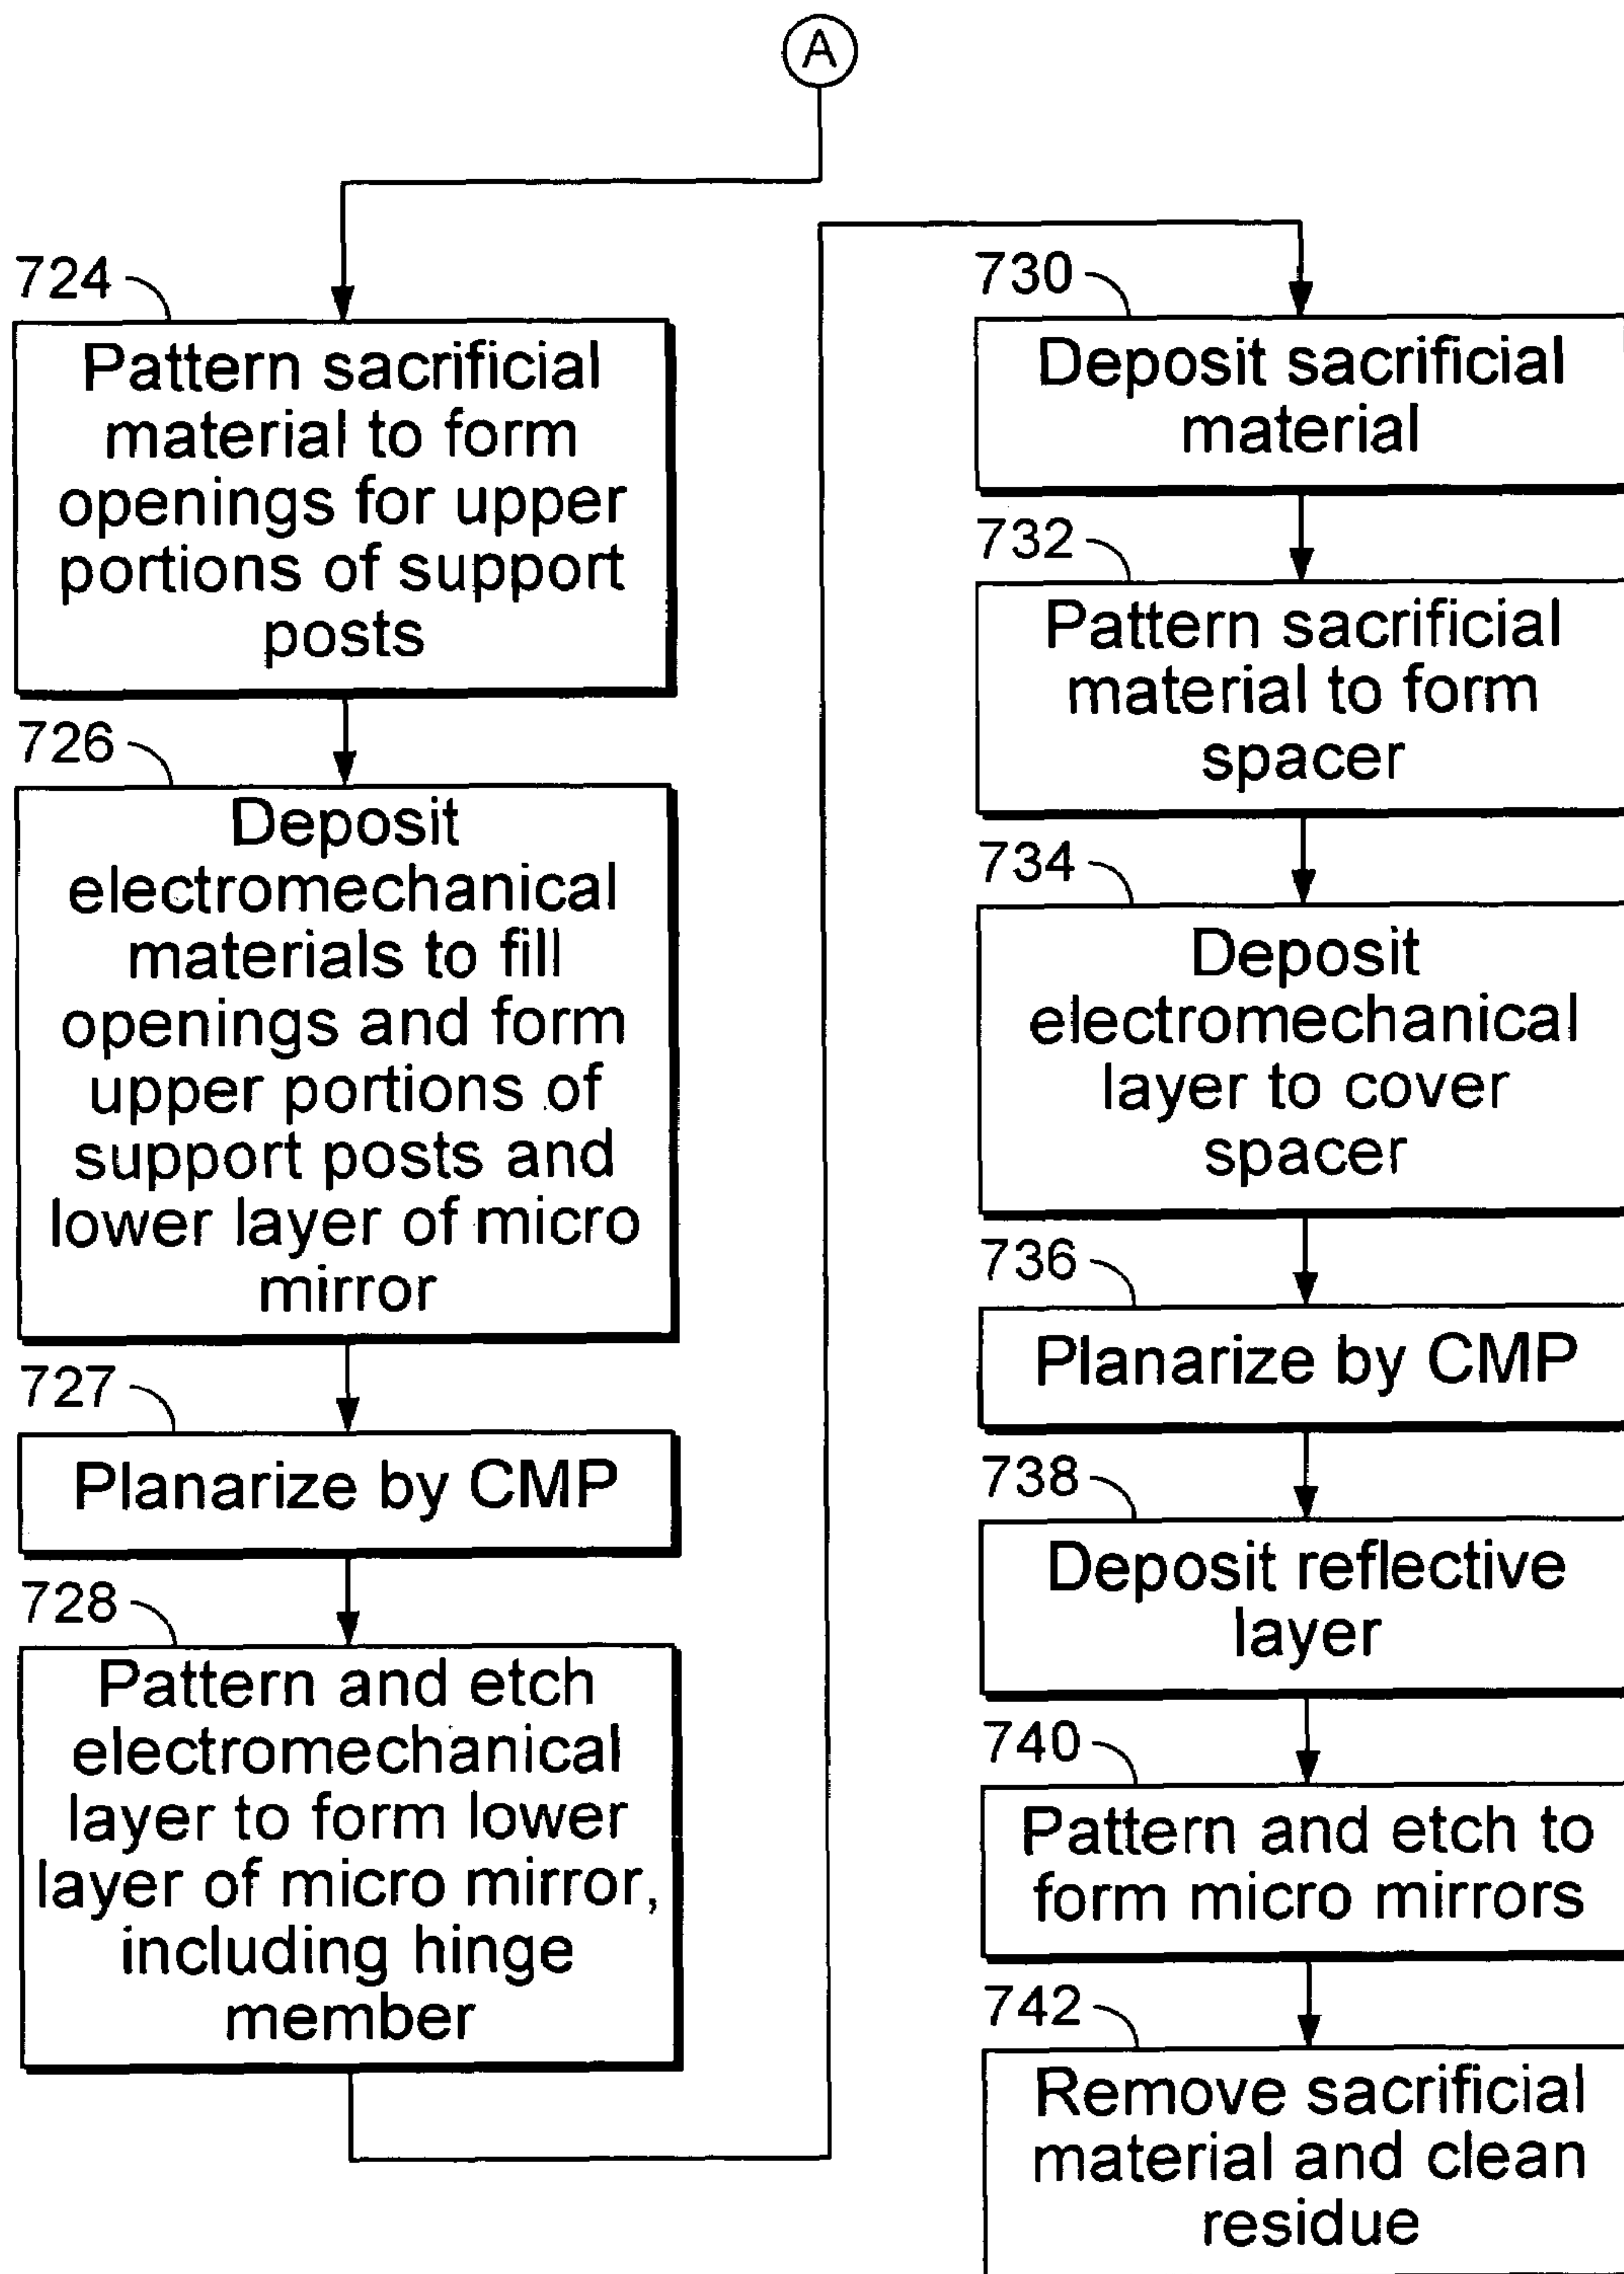 A
724
Pattern sacrificial
material to form
openings for upper
portions of support
posts
726
Deposit
electromechanical
materials to fill
openings and form
upper portions of
support posts and
lower layer of micro
mirror
727
Planarize by CMP
728
Pattern and etch
electromechanical
layer to form lower
layer of micro mirror,
including hinge
member
730
Deposit sacrificial
material
732
Pattern sacrificial
material to form
spacer
734
Deposit
electromechanical
layer to cover
spacer
736
Planarize by CMP
738
Deposit reflective
layer
740
Pattern and etch to
form micro mirrors
742
Remove sacrificial
material and clean
residue